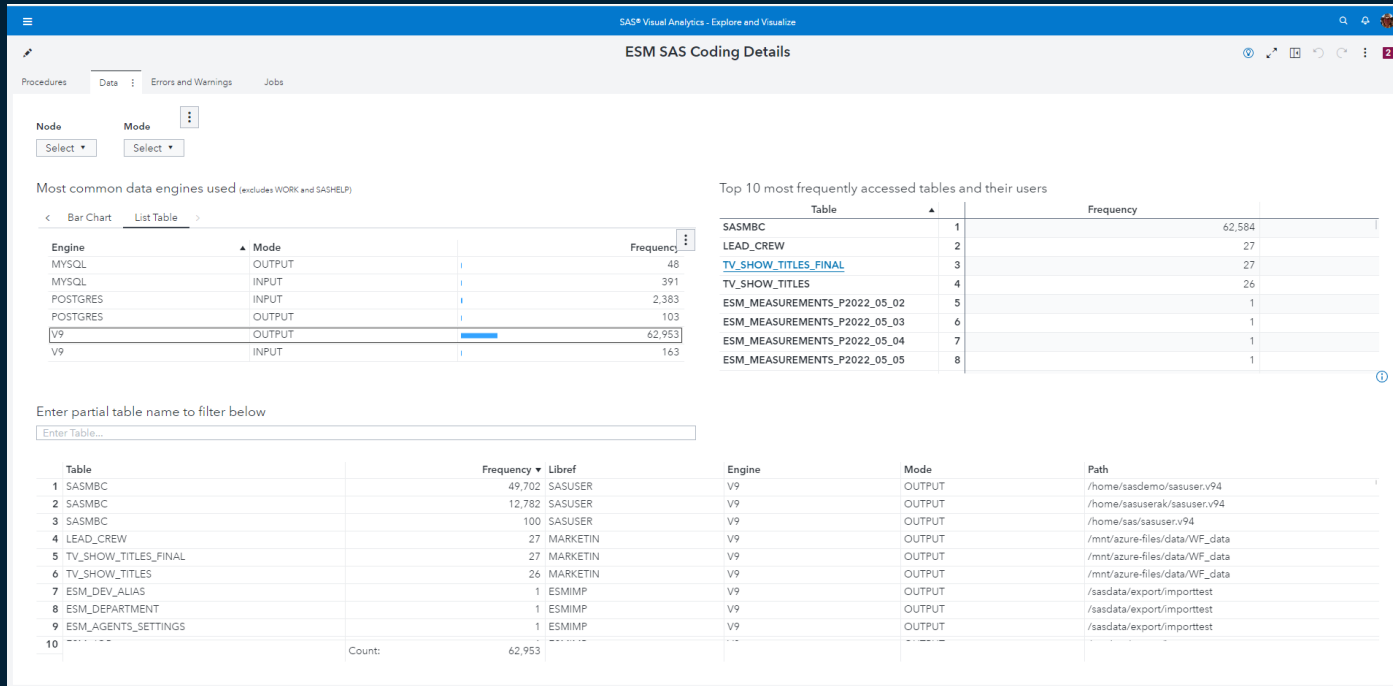 SAS® Visual Analytics - Explore and Visualize
ESM SAS Coding Details
2
Procedures Data Errors and Warnings Jobs
Node Mode
Select Select
Most common data engines used (excludes WORK and SASHELP)
Bar Chart List Table
Engine Mode Frequency
MYSQL OUTPUT 48
MYSQL INPUT 391
POSTGRES INPUT 2,383
POSTGRES OUTPUT 103
V9 OUTPUT 62,953
V9 INPUT 163
Top 10 most frequently accessed tables and their users
Table Frequency
SASMBC 1 62,584
LEAD_CREW 2 27
TV_SHOW_TITLES_FINAL 3 27
TV_SHOW_TITLES 4 26
ESM_MEASUREMENTS_P2022_05_02 5 1
ESM_MEASUREMENTS_P2022_05_03 6 1
ESM_MEASUREMENTS_P2022_05_04 7 1
ESM_MEASUREMENTS_P2022_05_05 8 1
Enter partial table name to filter below
Enter Table...
Table Frequency Libref Engine Mode Path
1 SASMBC 49,702 SASUSER V9 OUTPUT /home/sasdemo/sasuser.v94
2 SASMBC 12,782 SASUSER V9 OUTPUT /home/sasuserak/sasuser.v94
3 SASMBC 100 SASUSER V9 OUTPUT /home/sas/sasuser.v94
4 LEAD_CREW 27 MARKETIN V9 OUTPUT /mnt/azure-files/data/WF_data
5 TV_SHOW_TITLES_FINAL 27 MARKETIN V9 OUTPUT /mnt/azure-files/data/WF_data
6 TV_SHOW_TITLES 26 MARKETIN V9 OUTPUT /mnt/azure-files/data/WF_data
7 ESM_DEV_ALIAS 1 ESMIMP V9 OUTPUT /sasdata/export/importtest
8 ESM_DEPARTMENT 1 ESMIMP V9 OUTPUT /sasdata/export/importtest
9 ESM_AGENTS_SETTINGS 1 ESMIMP V9 OUTPUT /sasdata/export/importtest
10
Count: 62,953